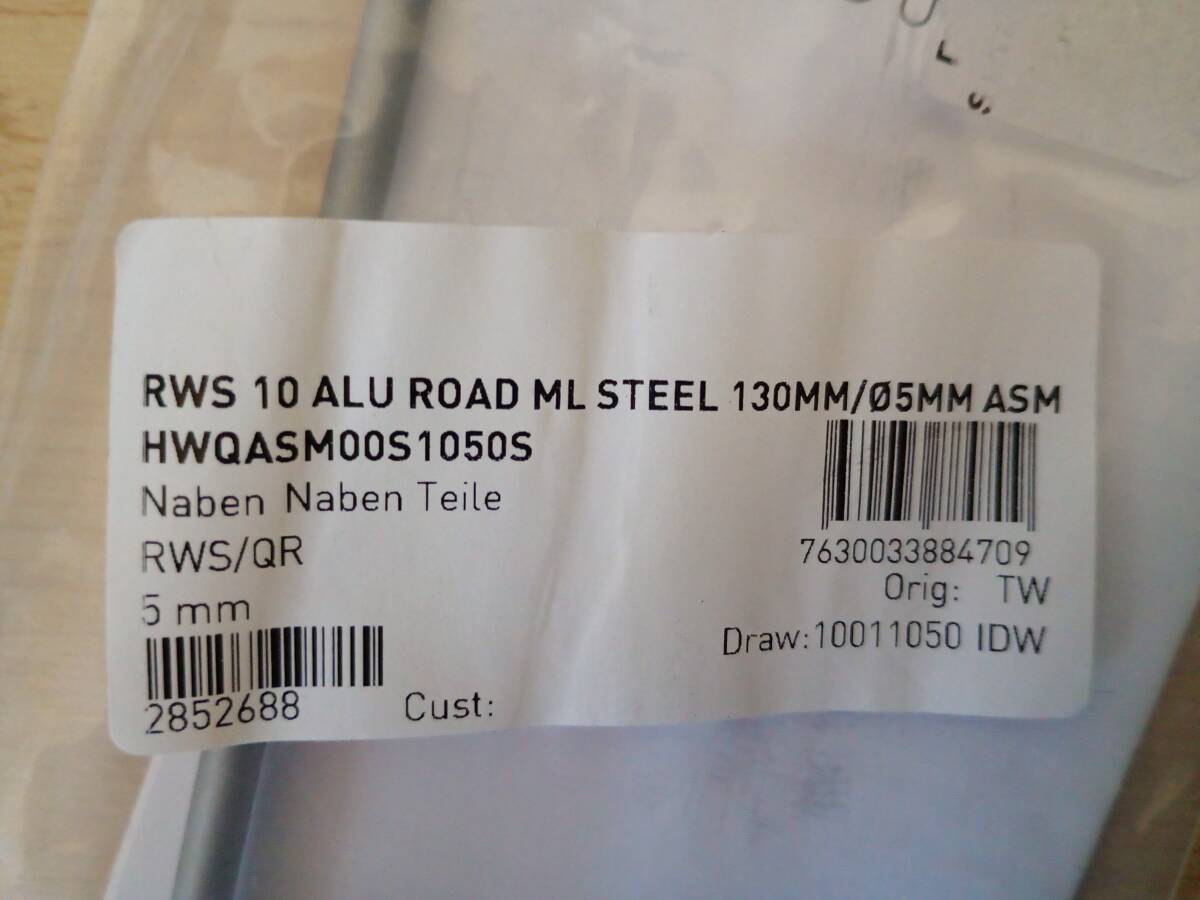 L
RWS 10 ALU ROAD ML STEEL 130MM/Ø5MM ASM
HWQASM00S1050S
Naben Naben Teile
RWS/QR
7630033884709
Orig: TW
5 mm
Draw:10011050 IDW
2852688
Cust: